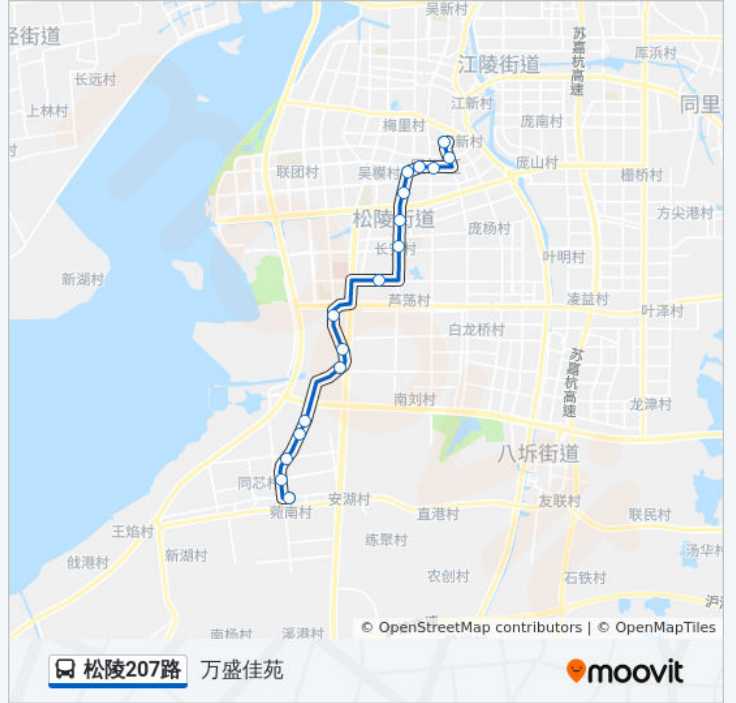 吴新村
径街道
苏嘉杭高速
厍浜村
江陵街道
长远村
同里
江新村
上林村
庞南村
梅里村
新村
村
庞山村
联团村
吴模村
栅桥村
方尖港村
松陵街道
庞杨村
长安村
叶明村
新湖村
芦荡村
凌益村
叶泽村
白龙桥村
苏嘉杭高速
南刘村
龙津村
八坼街道
同芯村
安湖村
友联村
菀南村
直港村
联民村
王焰村
练聚村
汤华村
新湖村
戗港村
农创村
石铁村
沪
南杨村
溪港村
© OpenStreetMap contributors | © OpenMapTiles
松陵207路 万盛佳苑
moovit